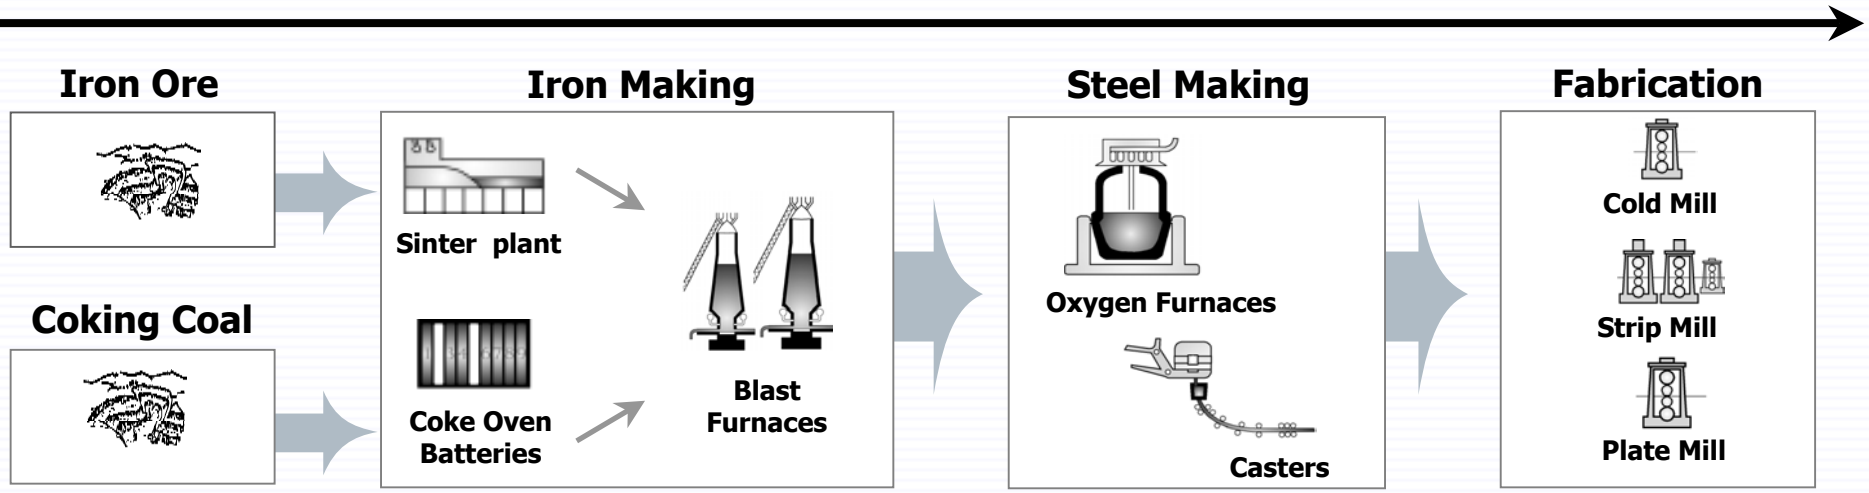 Iron Ore
Coking Coal
Iron Making
Sinter plant
Coke Oven
Batteries
Blast
Furnaces
Steel Making
Oxygen Furnaces
Casters
Fabrication
Cold Mill
Strip Mill
Plate Mill